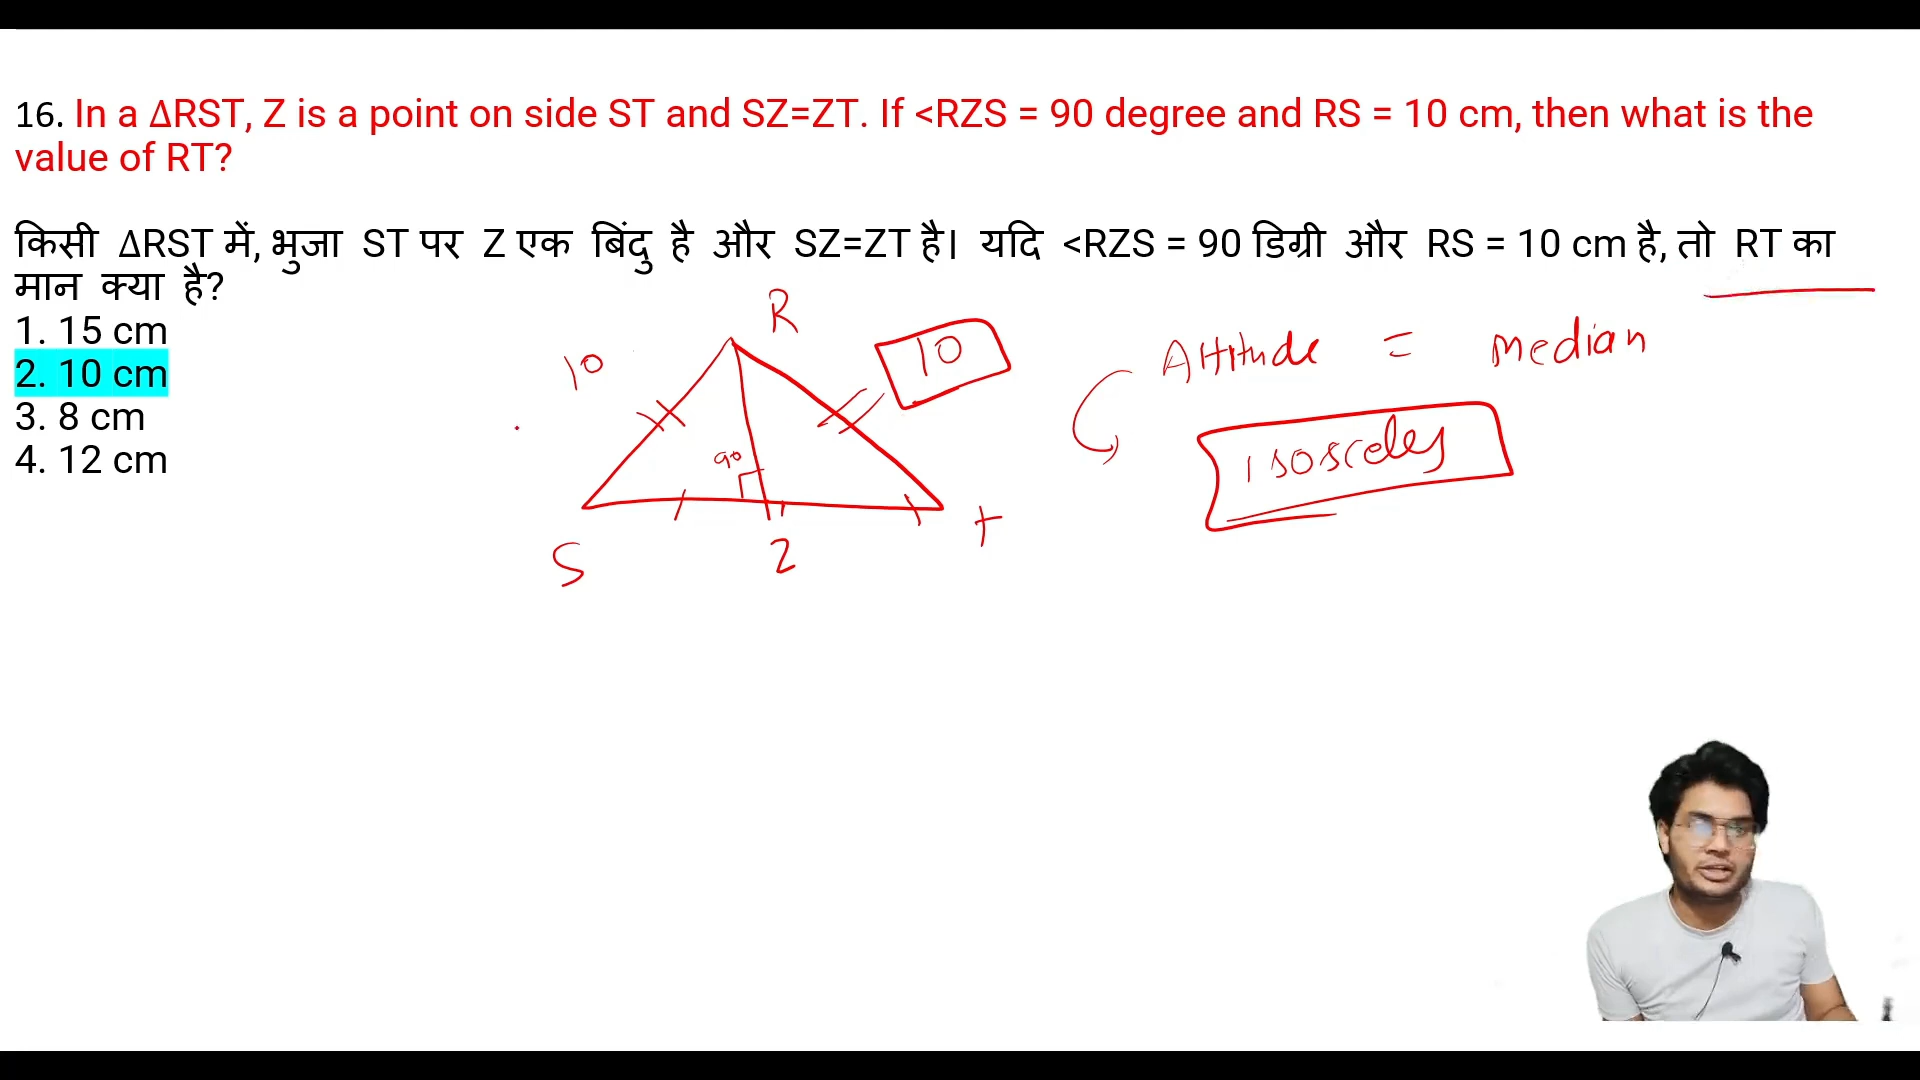 16. In a ΔRST, Z is a point on side ST and SZ=ZT. If <RZS = 90 degree and RS = 10 cm, then what is the
value of RT?
किसी ΔRST में, भुजा ST पर Z एक बिंदु है और SZ=ZT है। यदि <RZS = 90 डिग्री और RS = 10 cm है, तो RT का
मान क्या है?
1. 15 cm
2. 10 cm
3. 8 cm
4. 12 cm
R
10
10
Altitude = Median
isosceles
90
S
Z
T